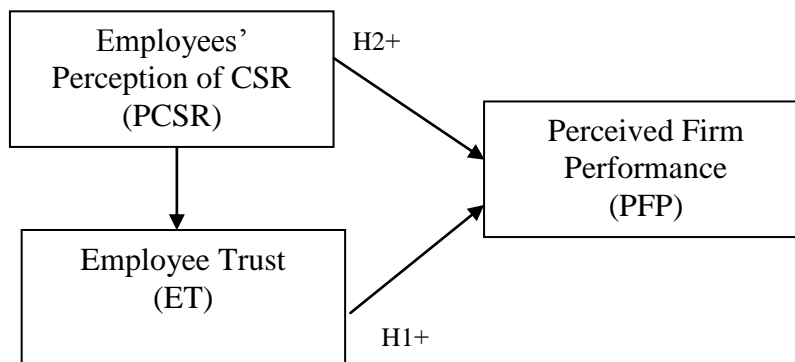 Employees’
Perception of CSR
(PCSR)
H2+
Perceived Firm
Performance
(PFP)
Employee Trust
(ET)
H1+